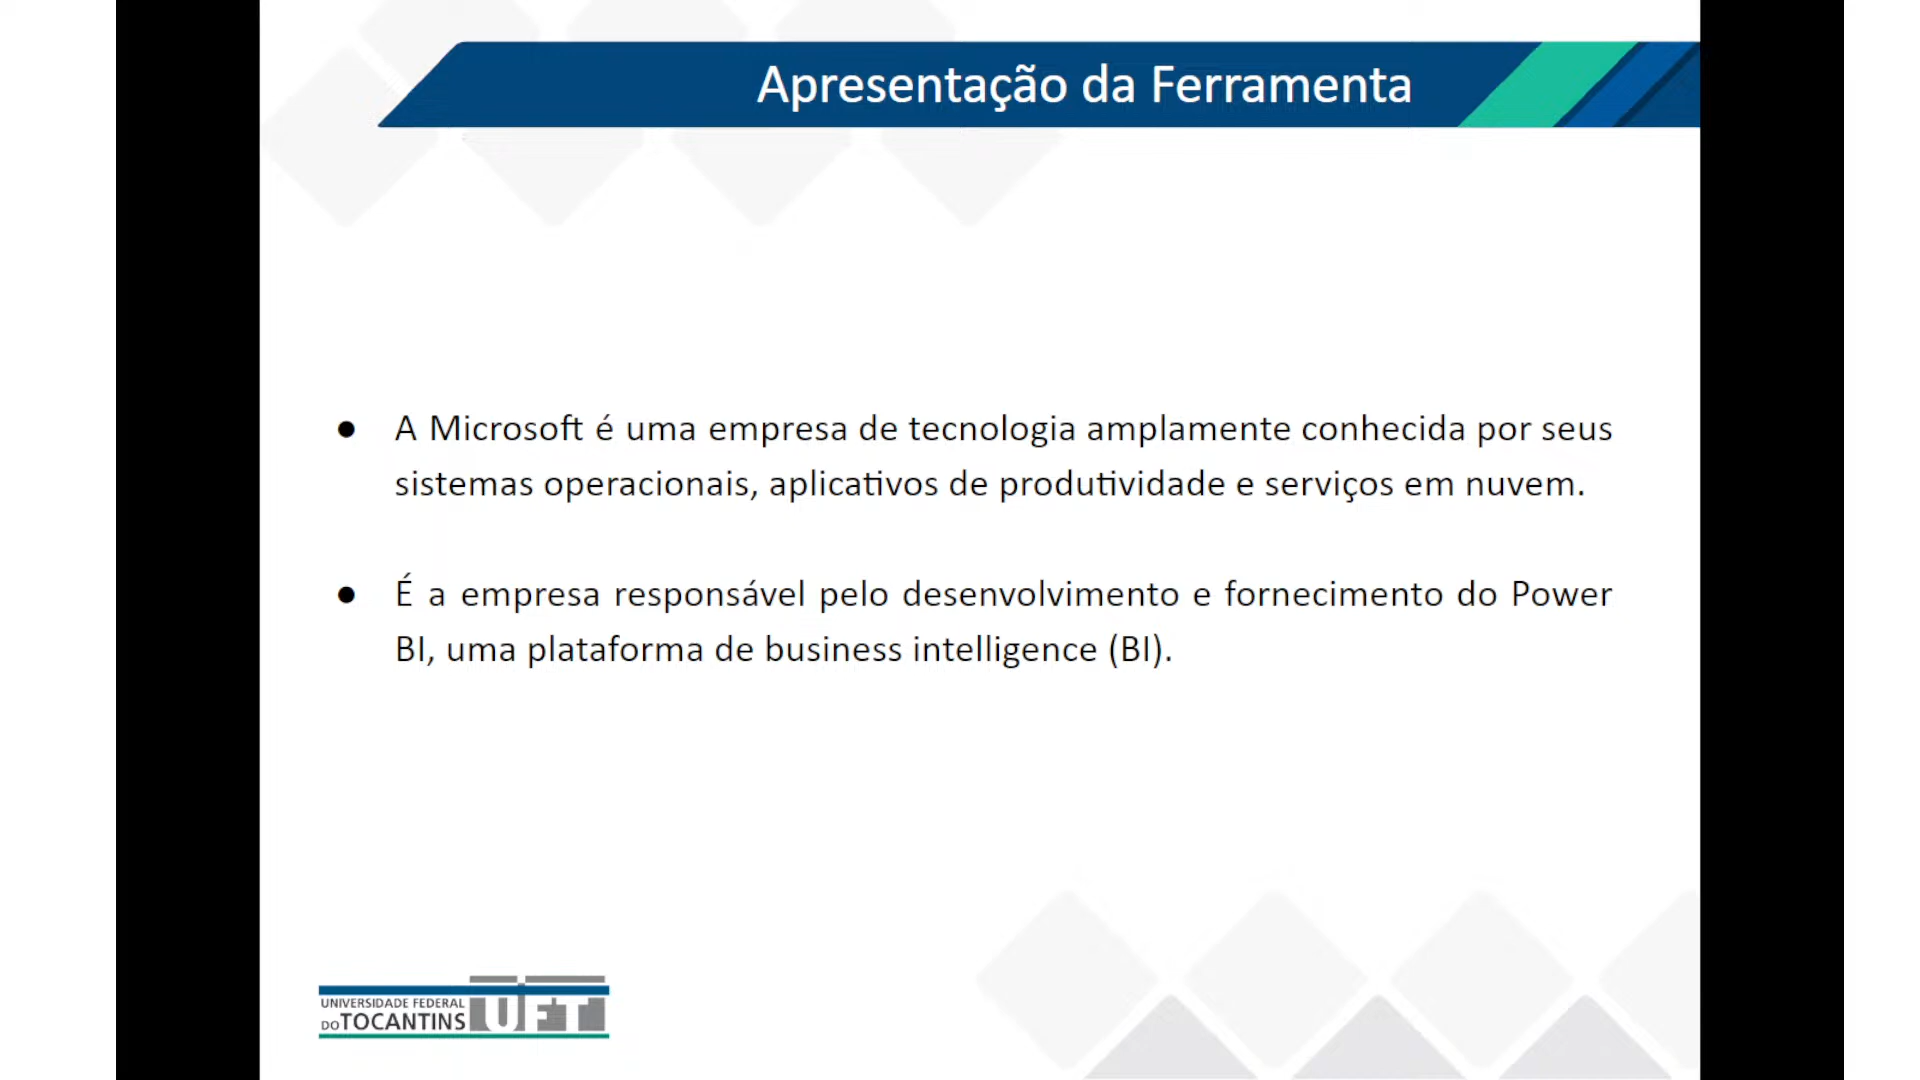 Apresentação da Ferramenta
● A Microsoft é uma empresa de tecnologia amplamente conhecida por seus
sistemas operacionais, aplicativos de produtividade e serviços em nuvem.
● É a empresa responsável pelo desenvolvimento e fornecimento do Power
BI, uma plataforma de business intelligence (BI).
UNIVERSIDADE FEDERAL
DO TOCANTINS UFT